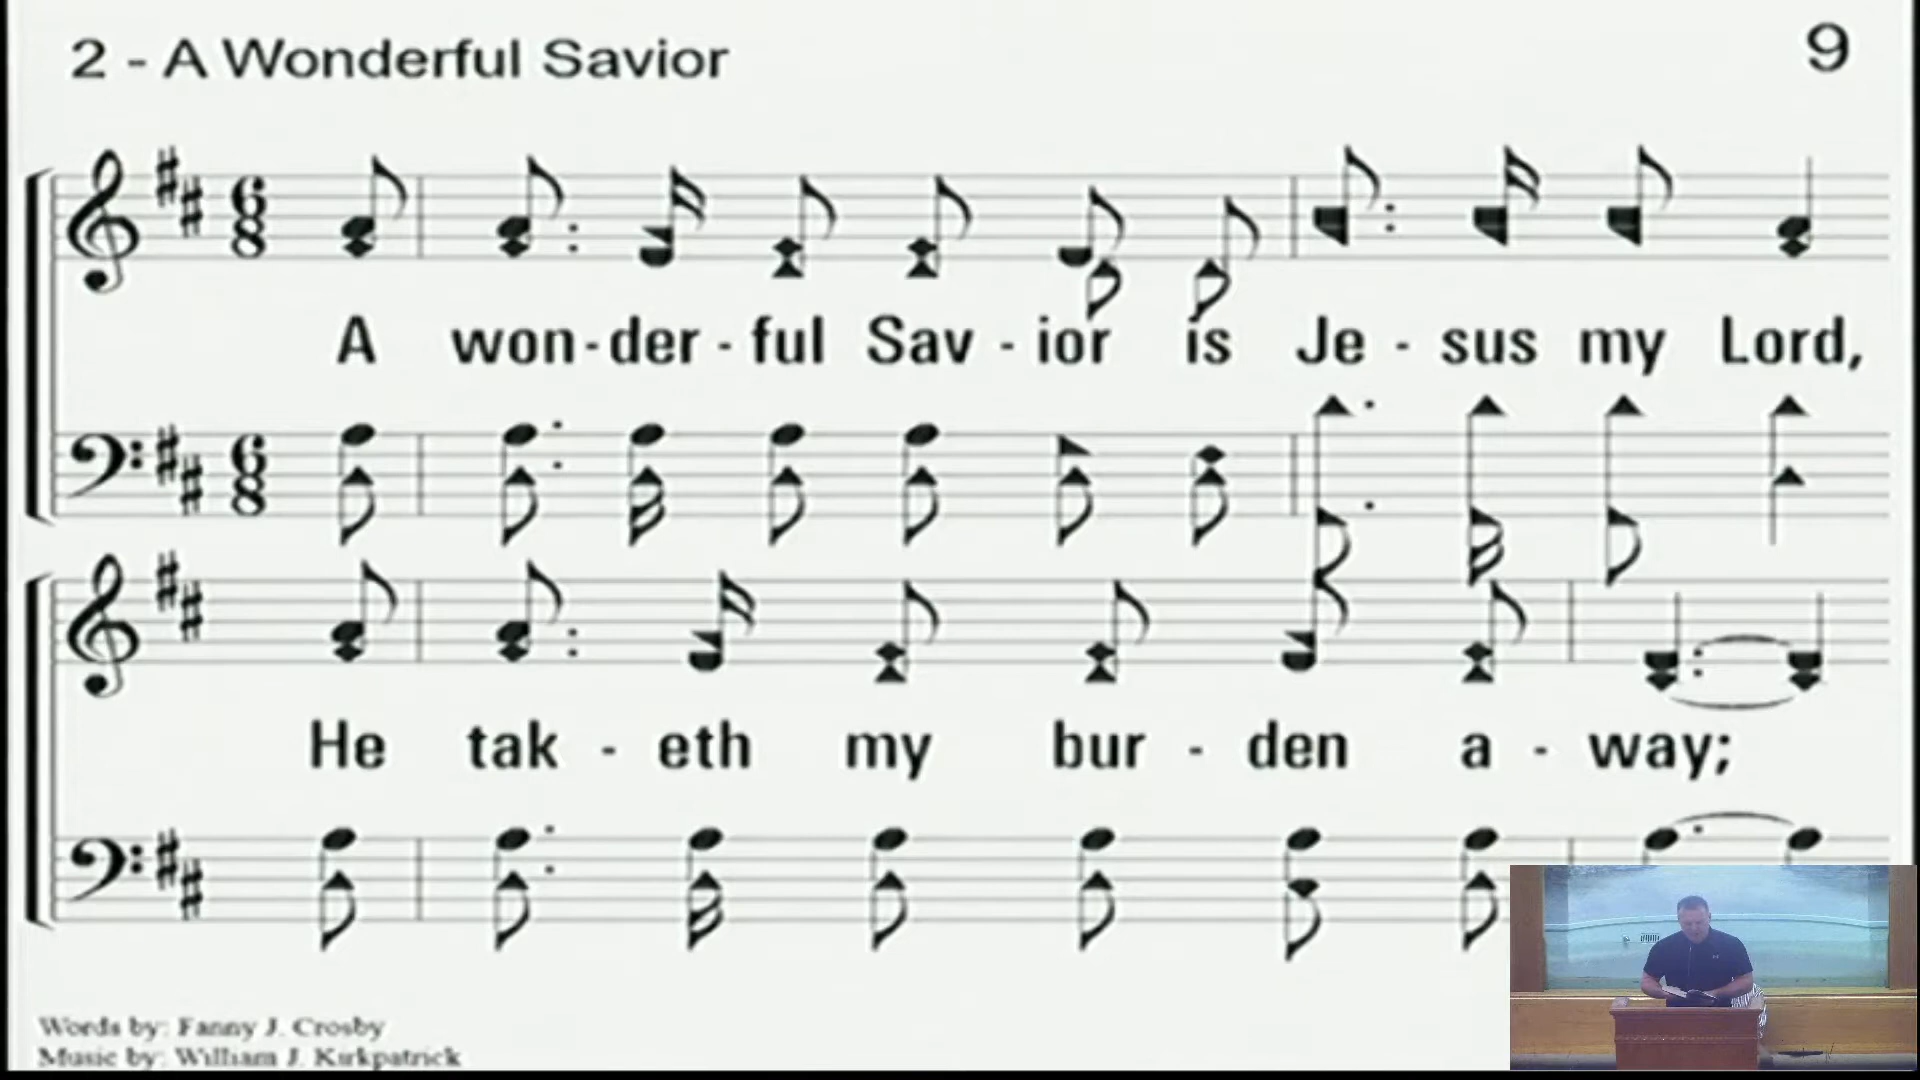 2 - A Wonderful Savior
9
A won - der - ful Sav - ior is Je - sus my Lord,
He tak - eth my bur - den a - way;
Words by: Fanny J. Crosby
Music by: William J. Kirkpatrick